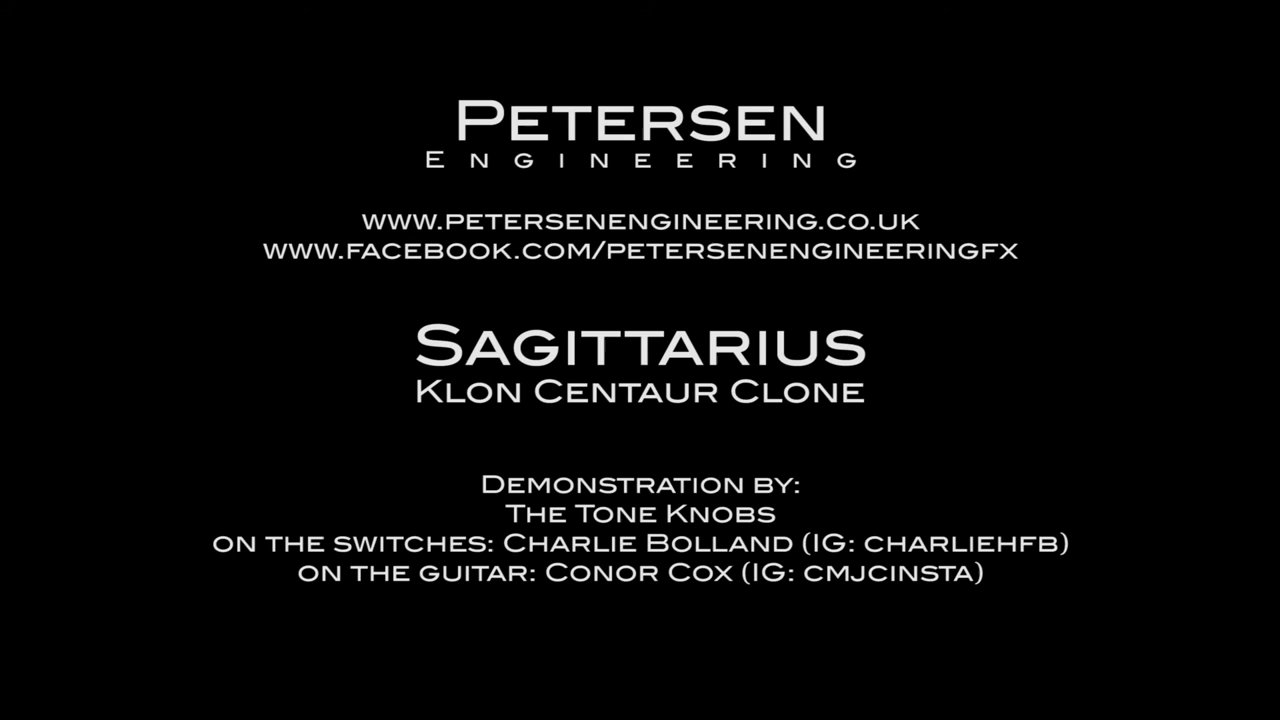 PETERSEN
ENGINEERING
WWW.PETERSENENGINEERING.CO.UK
WWW.FACEBOOK.COM/PETERSENENGINEERINGFX
SAGITTARIUS
KLON CENTAUR CLONE
DEMONSTRATION BY:
THE TONE KNOBS
ON THE SWITCHES: CHARLIE BOLLAND (IG: CHARLIEHFB)
ON THE GUITAR: CONOR COX (IG: CMJCINSTA)